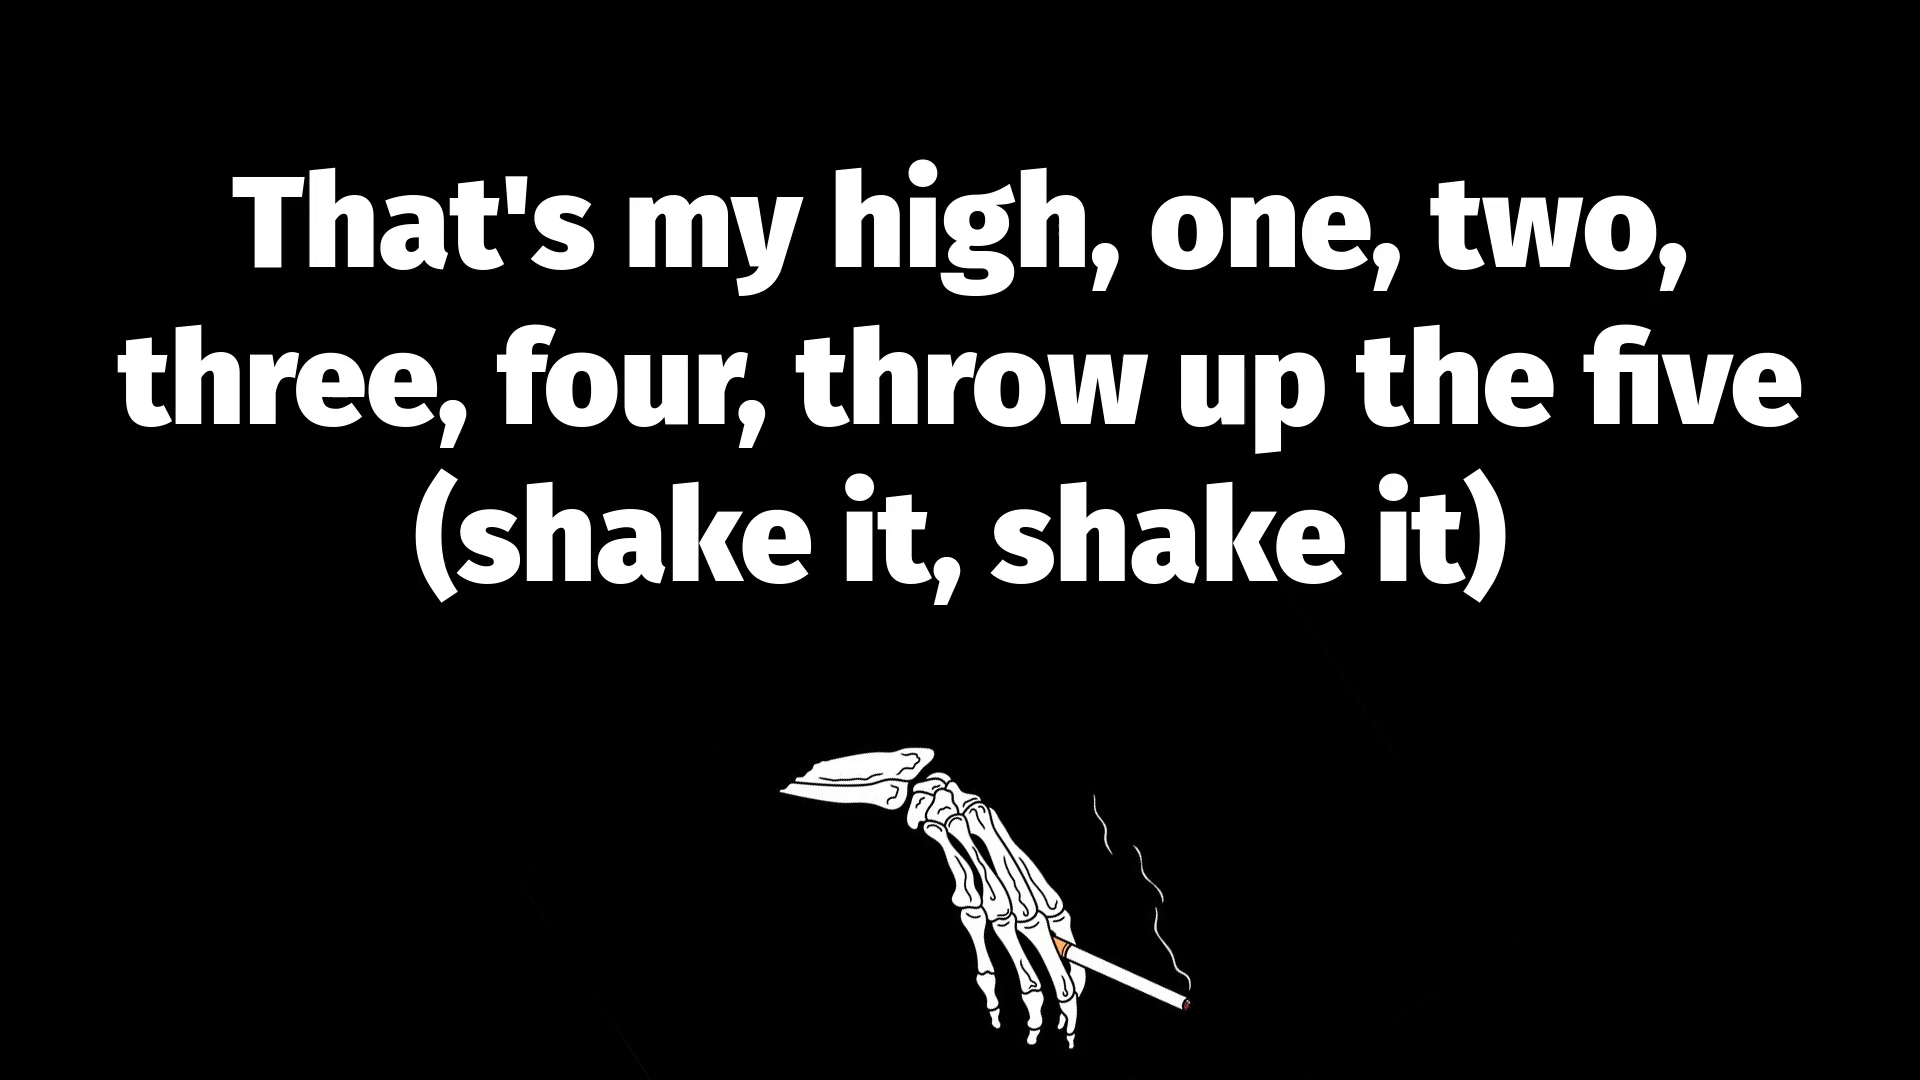 That's my high, one, two,
three, four, throw up the five
(shake it, shake it)